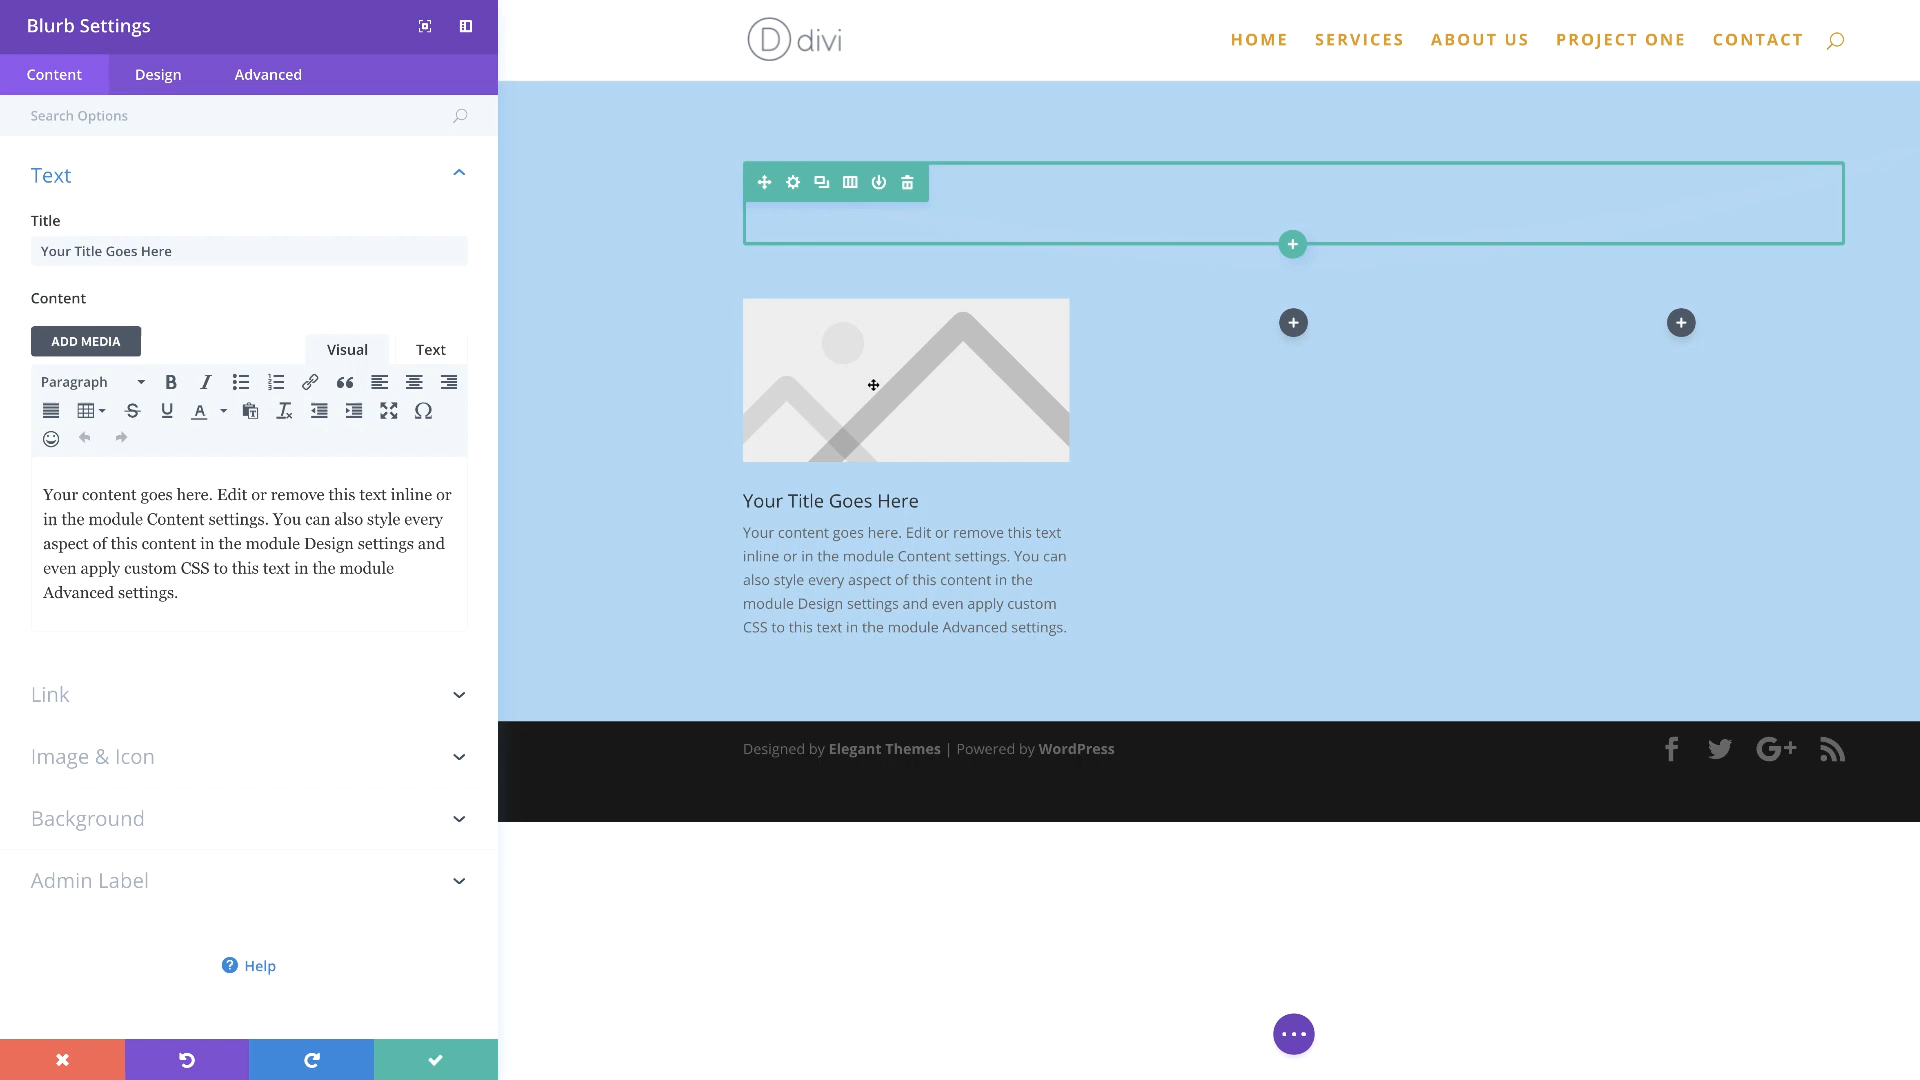 Blurb Settings
Content Design Advanced
Search Options
Text
Title
Your Title Goes Here
Content
ADD MEDIA
Visual Text
Paragraph
Your content goes here. Edit or remove this text inline or
in the module Content settings. You can also style every
aspect of this content in the module Design settings and
even apply custom CSS to this text in the module
Advanced settings.
Link
Image & Icon
Background
Admin Label
Help
D divi
HOME SERVICES ABOUT US PROJECT ONE CONTACT
Your Title Goes Here
Your content goes here. Edit or remove this text
inline or in the module Content settings. You can
also style every aspect of this content in the
module Design settings and even apply custom
CSS to this text in the module Advanced settings.
Designed by Elegant Themes | Powered by WordPress